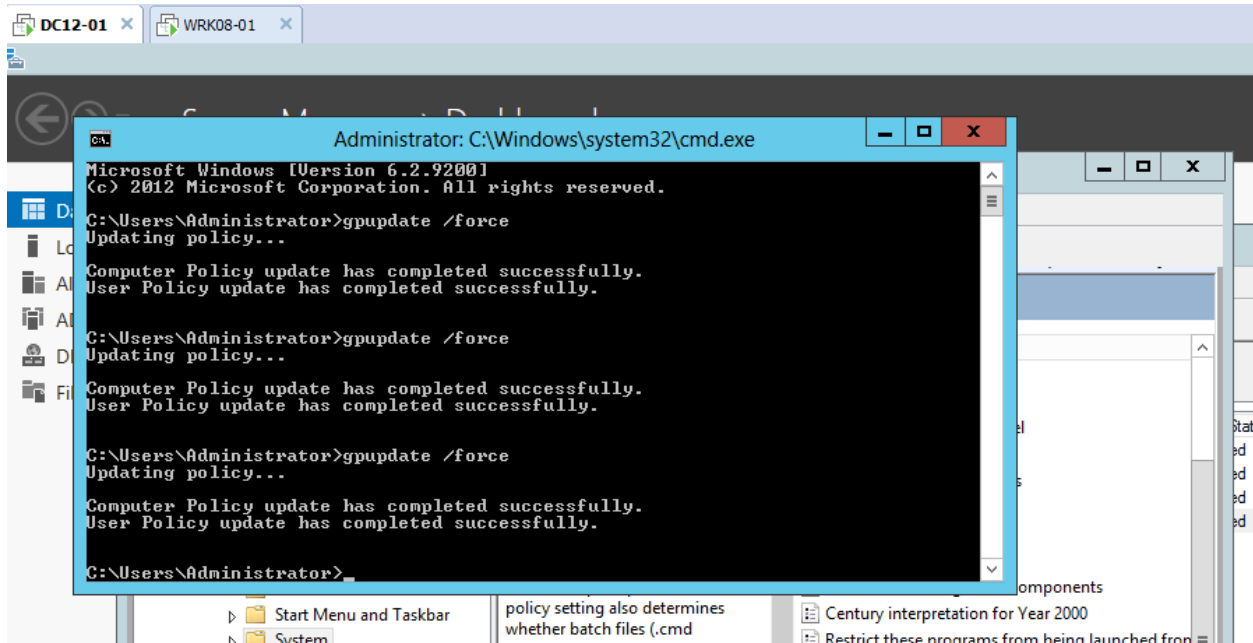 DC12-01
WRK08-01
Administrator: C:\Windows\system32\cmd.exe
Microsoft Windows [Version 6.2.9200]
(c) 2012 Microsoft Corporation. All rights reserved.
C:\Users\Administrator>gpupdate /force
Updating policy...
Computer Policy update has completed successfully.
User Policy update has completed successfully.
C:\Users\Administrator>gpupdate /force
Updating policy...
Computer Policy update has completed successfully.
User Policy update has completed successfully.
C:\Users\Administrator>gpupdate /force
Updating policy...
Computer Policy update has completed successfully.
User Policy update has completed successfully.
C:\Users\Administrator>_
Start Menu and Taskbar
System
policy setting also determines
whether batch files (.cmd
Century interpretation for Year 2000
Restrict these programs from being launched from